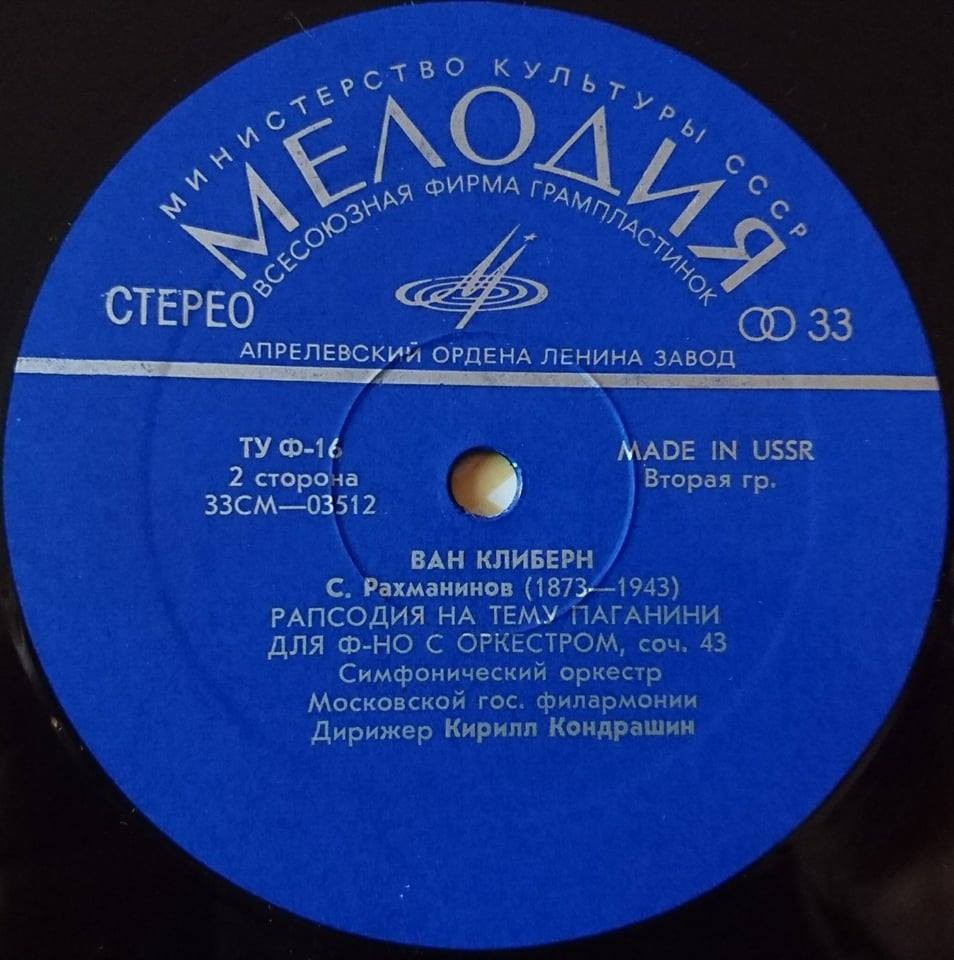 МИНИСТЕРСТВО КУЛЬТУРЫ СССР
МЕЛОДИЯ
ВСЕСОЮЗНАЯ ФИРМА ГРАМПЛАСТИНОК
СТЕРЕО
33
АПРЕЛЕВСКИЙ ОРДЕНА ЛЕНИНА ЗАВОД
ТУ Ф-16
2 сторона
33СМ—03512
MADE IN USSR
Вторая гр.
ВАН КЛИБЕРН
С. Рахманинов (1873—1943)
РАПСОДИЯ НА ТЕМУ ПАГАНИНИ
ДЛЯ Ф-НО С ОРКЕСТРОМ, соч. 43
Симфонический оркестр
Московской гос. филармонии
Дирижер Кирилл Кондрашин